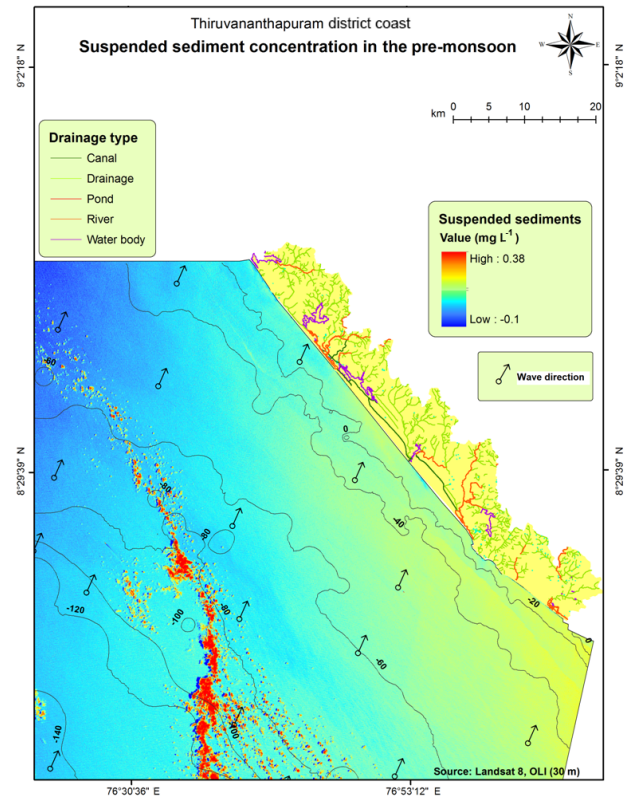 Thiruvananthapuram district coast
Suspended sediment concentration in the pre-monsoon
N
W E
S
9°2'18" N
9°2'18" N
km 0 5 10 20
Drainage type
Canal
Drainage
Pond
River
Water body
Suspended sediments
Value (mg L-1)
High : 0.38
Low : -0.1
Wave direction
-60
0
8°29'39" N
8°29'39" N
-80
-40
-80
-120
-80
-100
-20
0
-60
-100
-140
Source: Landsat 8, OLI (30 m)
76°30'36" E
76°53'12" E